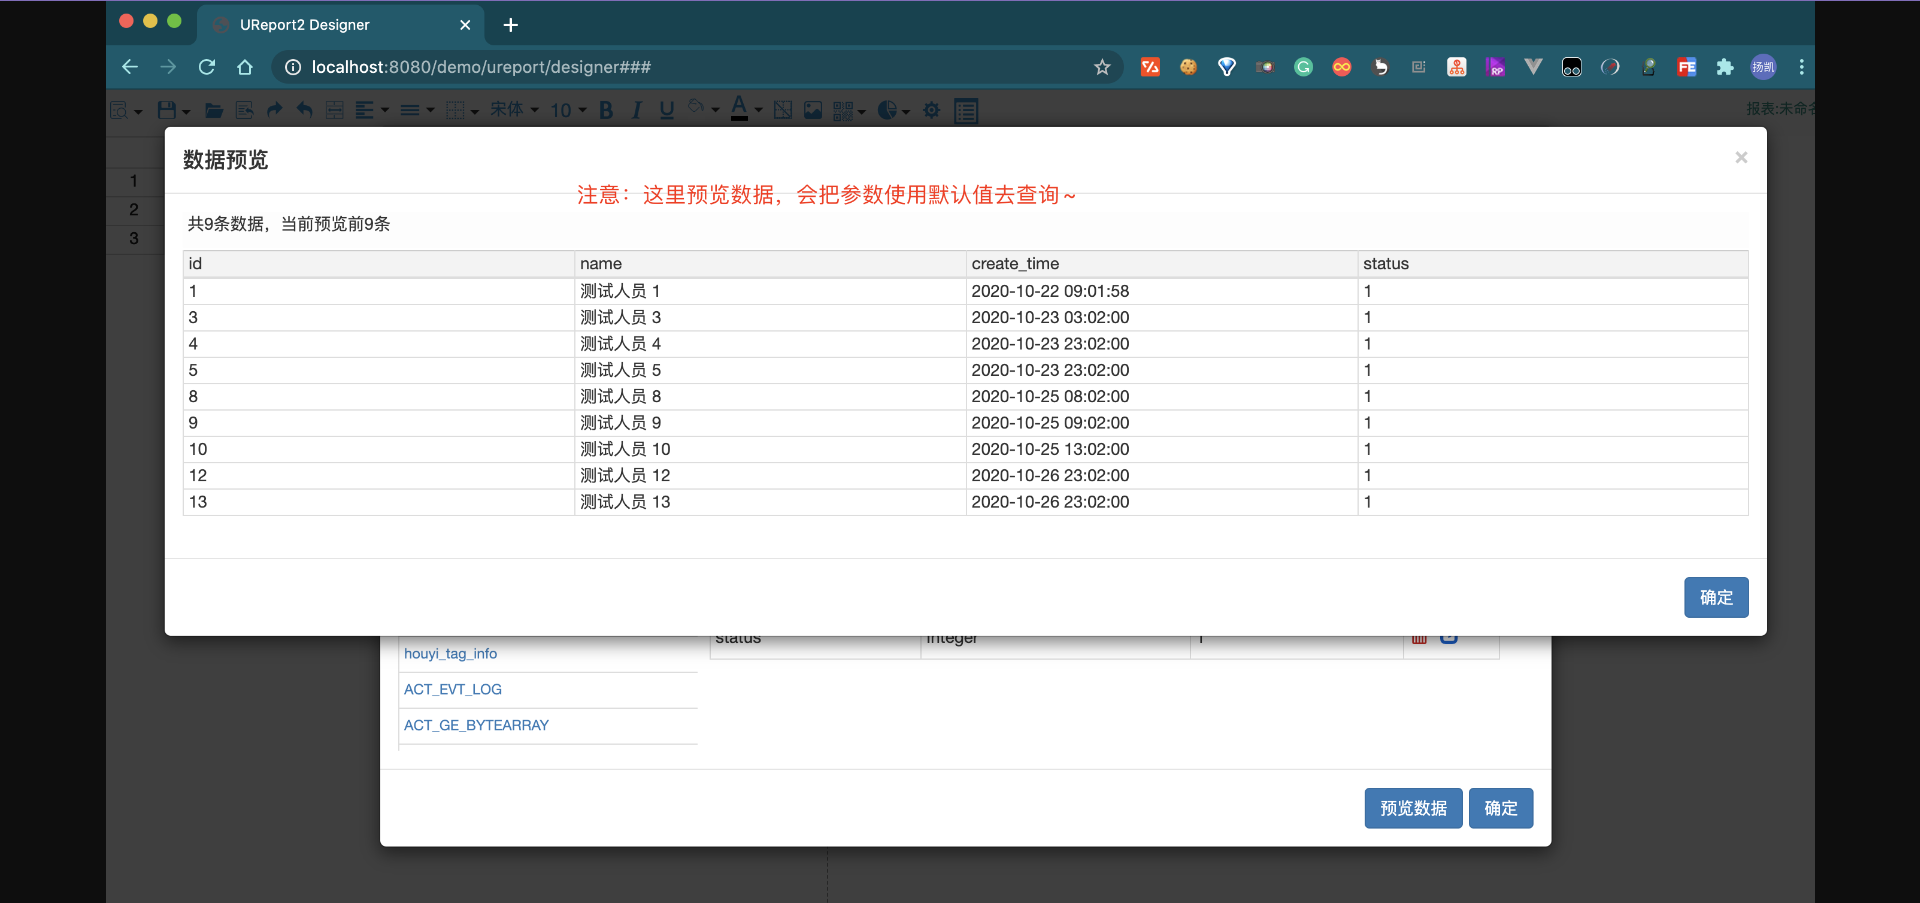 UReport2 Designer
localhost:8080/demo/ureport/designer###
扬凯
宋体 10 B I U A
报表:未命名
数据预览
注意：这里预览数据，会把参数使用默认值去查询~
共9条数据，当前预览前9条
id name create_time status
1 测试人员 1 2020-10-22 09:01:58 1
3 测试人员 3 2020-10-23 03:02:00 1
4 测试人员 4 2020-10-23 23:02:00 1
5 测试人员 5 2020-10-23 23:02:00 1
8 测试人员 8 2020-10-25 08:02:00 1
9 测试人员 9 2020-10-25 09:02:00 1
10 测试人员 10 2020-10-25 13:02:00 1
12 测试人员 12 2020-10-26 23:02:00 1
13 测试人员 13 2020-10-26 23:02:00 1
1
2
3
确定
status Integer 1
houyi_tag_info
ACT_EVT_LOG
ACT_GE_BYTEARRAY
预览数据 确定